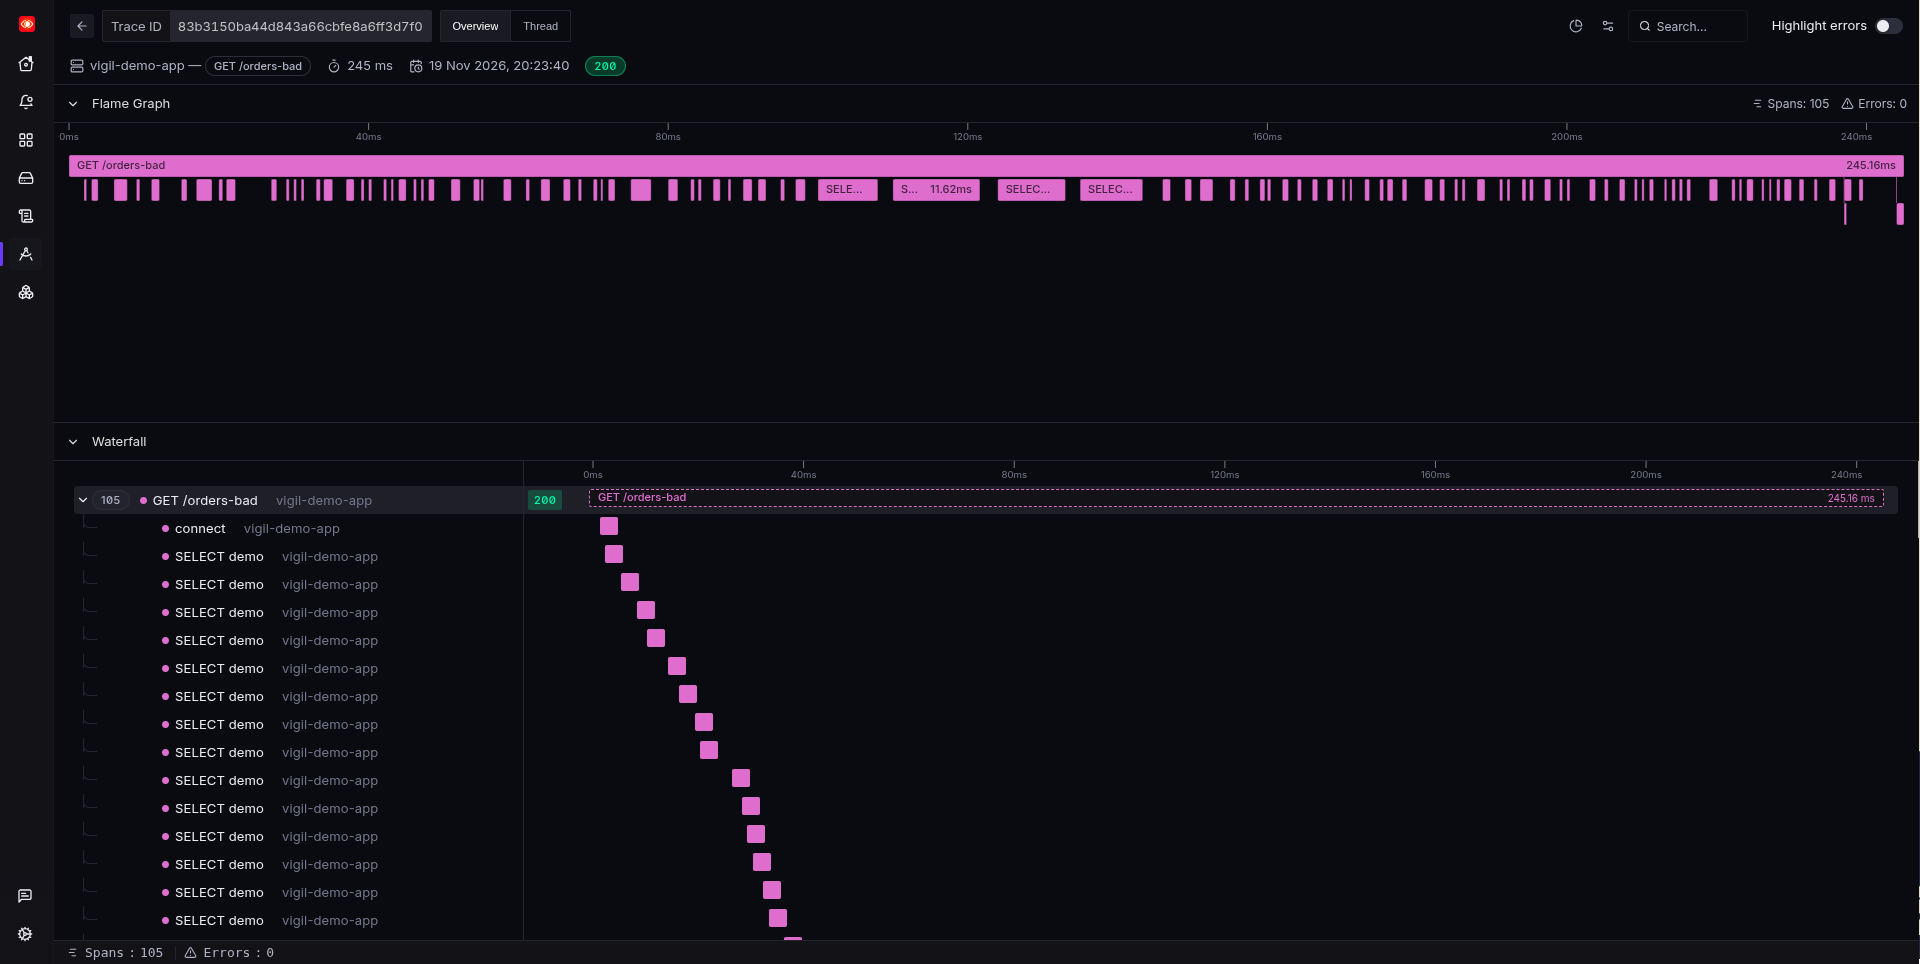 Trace ID 83b3150ba44d843a66cbfe8a6ff3d7f0 Overview Thread Search... Highlight errors
vigil-demo-app — GET /orders-bad 245 ms 19 Nov 2026, 20:23:40 200
Flame Graph Spans: 105 Errors: 0
0ms 40ms 80ms 120ms 160ms 200ms 240ms
GET /orders-bad 245.16ms
SELE... S... 11.62ms SELEC... SELEC...
Waterfall
0ms 40ms 80ms 120ms 160ms 200ms 240ms
105 GET /orders-bad vigil-demo-app 200 GET /orders-bad 245.16 ms
connect vigil-demo-app
SELECT demo vigil-demo-app
SELECT demo vigil-demo-app
SELECT demo vigil-demo-app
SELECT demo vigil-demo-app
SELECT demo vigil-demo-app
SELECT demo vigil-demo-app
SELECT demo vigil-demo-app
SELECT demo vigil-demo-app
SELECT demo vigil-demo-app
SELECT demo vigil-demo-app
SELECT demo vigil-demo-app
SELECT demo vigil-demo-app
SELECT demo vigil-demo-app
SELECT demo vigil-demo-app
Spans : 105 Errors : 0